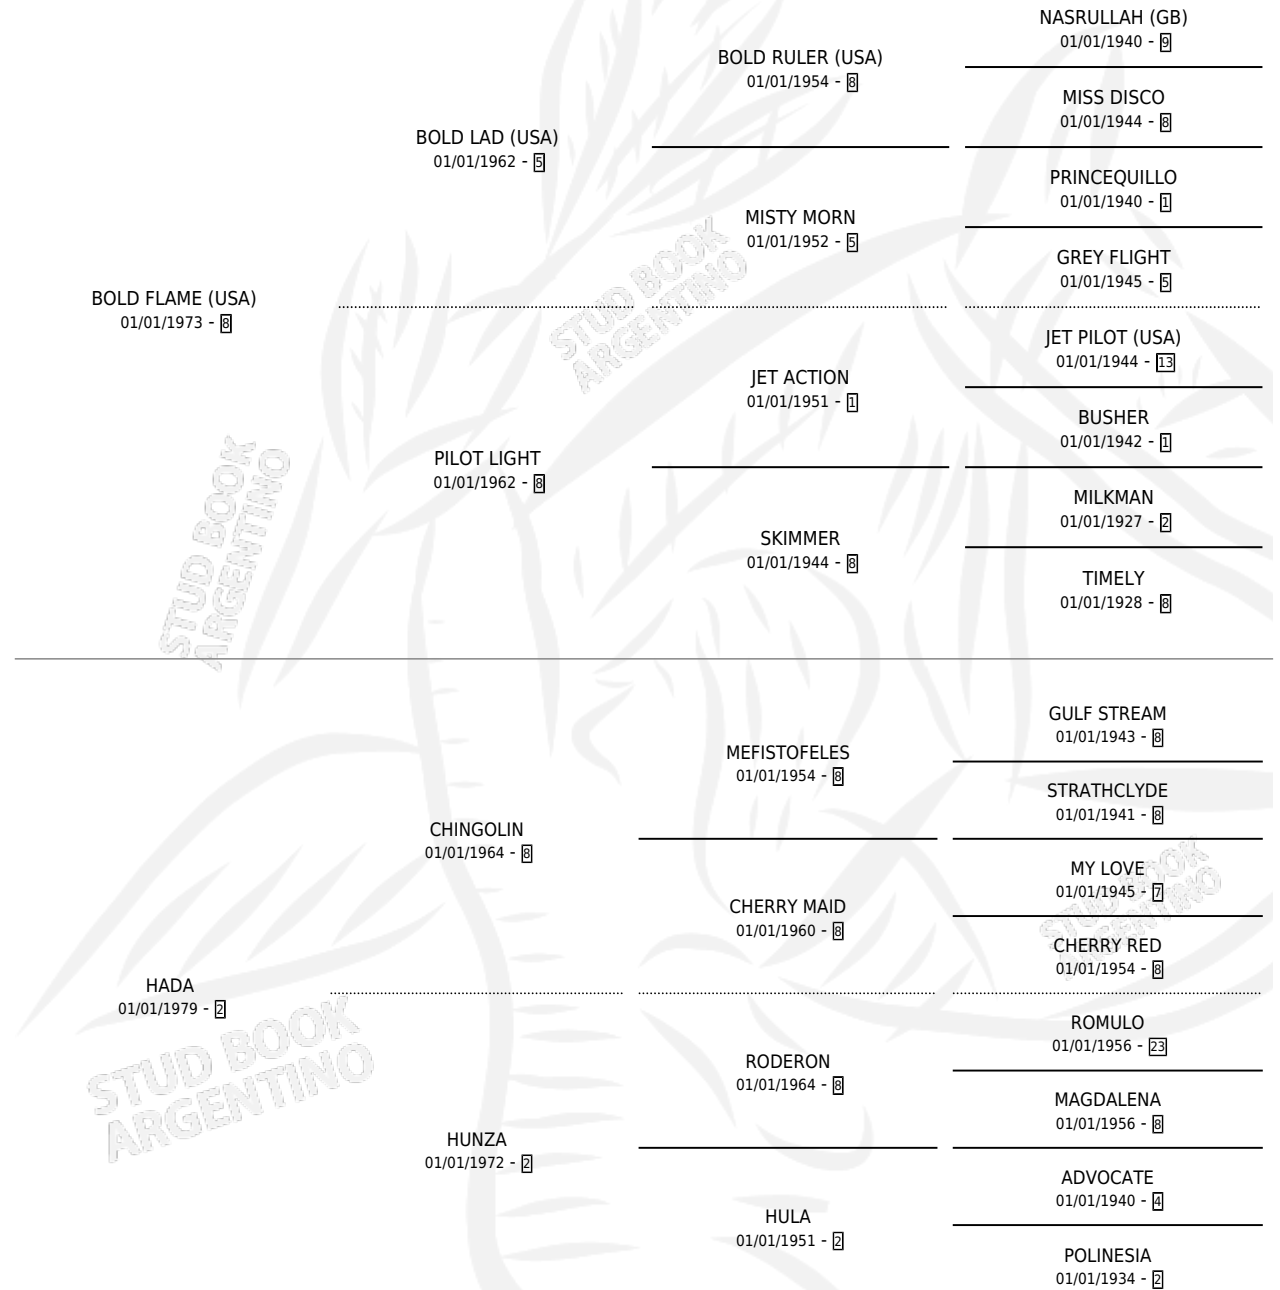 NASRULLAH (GB)
01/01/1940 - 9
BOLD RULER (USA)
01/01/1954 - 8
MISS DISCO
01/01/1944 - 8
BOLD LAD (USA)
01/01/1962 - 5
PRINCEQUILLO
01/01/1940 - 1
MISTY MORN
01/01/1952 - 5
GREY FLIGHT
01/01/1945 - 5
BOLD FLAME (USA)
01/01/1973 - 8
JET PILOT (USA)
01/01/1944 - 13
JET ACTION
01/01/1951 - 1
BUSHER
01/01/1942 - 1
PILOT LIGHT
01/01/1962 - 8
MILKMAN
01/01/1927 - 2
SKIMMER
01/01/1944 - 8
TIMELY
01/01/1928 - 8
STUD BOOK
ARGENTINO
STUD BOOK
ARGENTINO
GULF STREAM
01/01/1943 - 8
MEFISTOFELES
01/01/1954 - 8
STRATHCLYDE
01/01/1941 - 8
CHINGOLIN
01/01/1964 - 8
MY LOVE
01/01/1945 - 7
CHERRY MAID
01/01/1960 - 8
CHERRY RED
01/01/1954 - 8
HADA
01/01/1979 - 2
ROMULO
01/01/1956 - 23
RODERON
01/01/1964 - 8
MAGDALENA
01/01/1956 - 8
HUNZA
01/01/1972 - 2
ADVOCATE
01/01/1940 - 4
HULA
01/01/1951 - 2
POLINESIA
01/01/1934 - 2
STUD BOOK
ARGENTINO
STUD BOOK
ARGENTINO